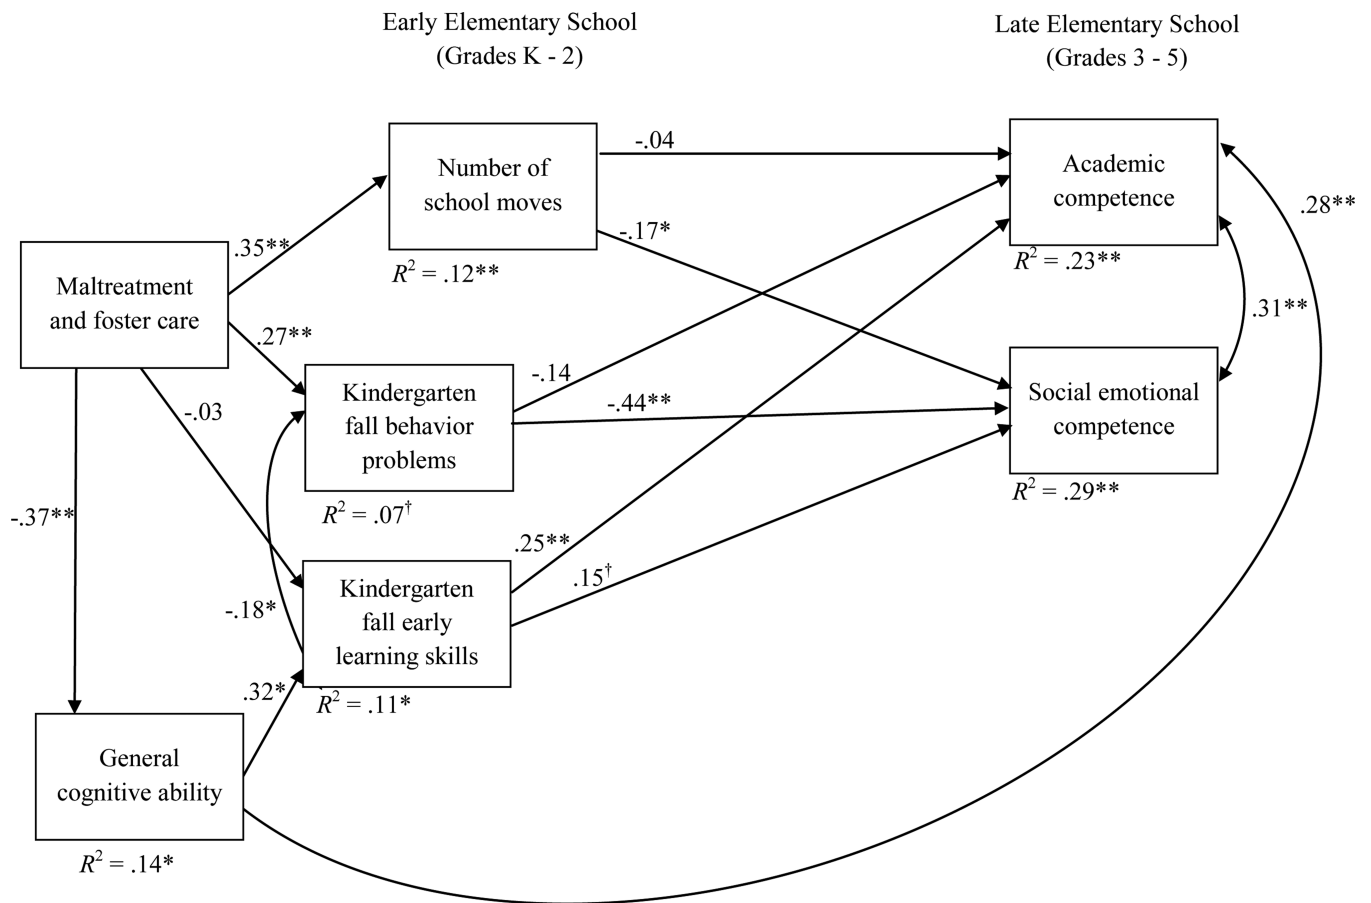 Early Elementary School
(Grades K - 2)
Late Elementary School
(Grades 3 - 5)
Number of
school moves
R² = .12**
Academic
competence
R² = .23**
Maltreatment
and foster care
Kindergarten
fall behavior
problems
R² = .07†
Social emotional
competence
R² = .29**
Kindergarten
fall early
learning skills
R² = .11*
General
cognitive ability
R² = .14*
.35**
.27**
-.03
-.37**
-.18*
.32*
-.04
-.17*
-.14
-.44**
.25**
.15†
.31**
.28**